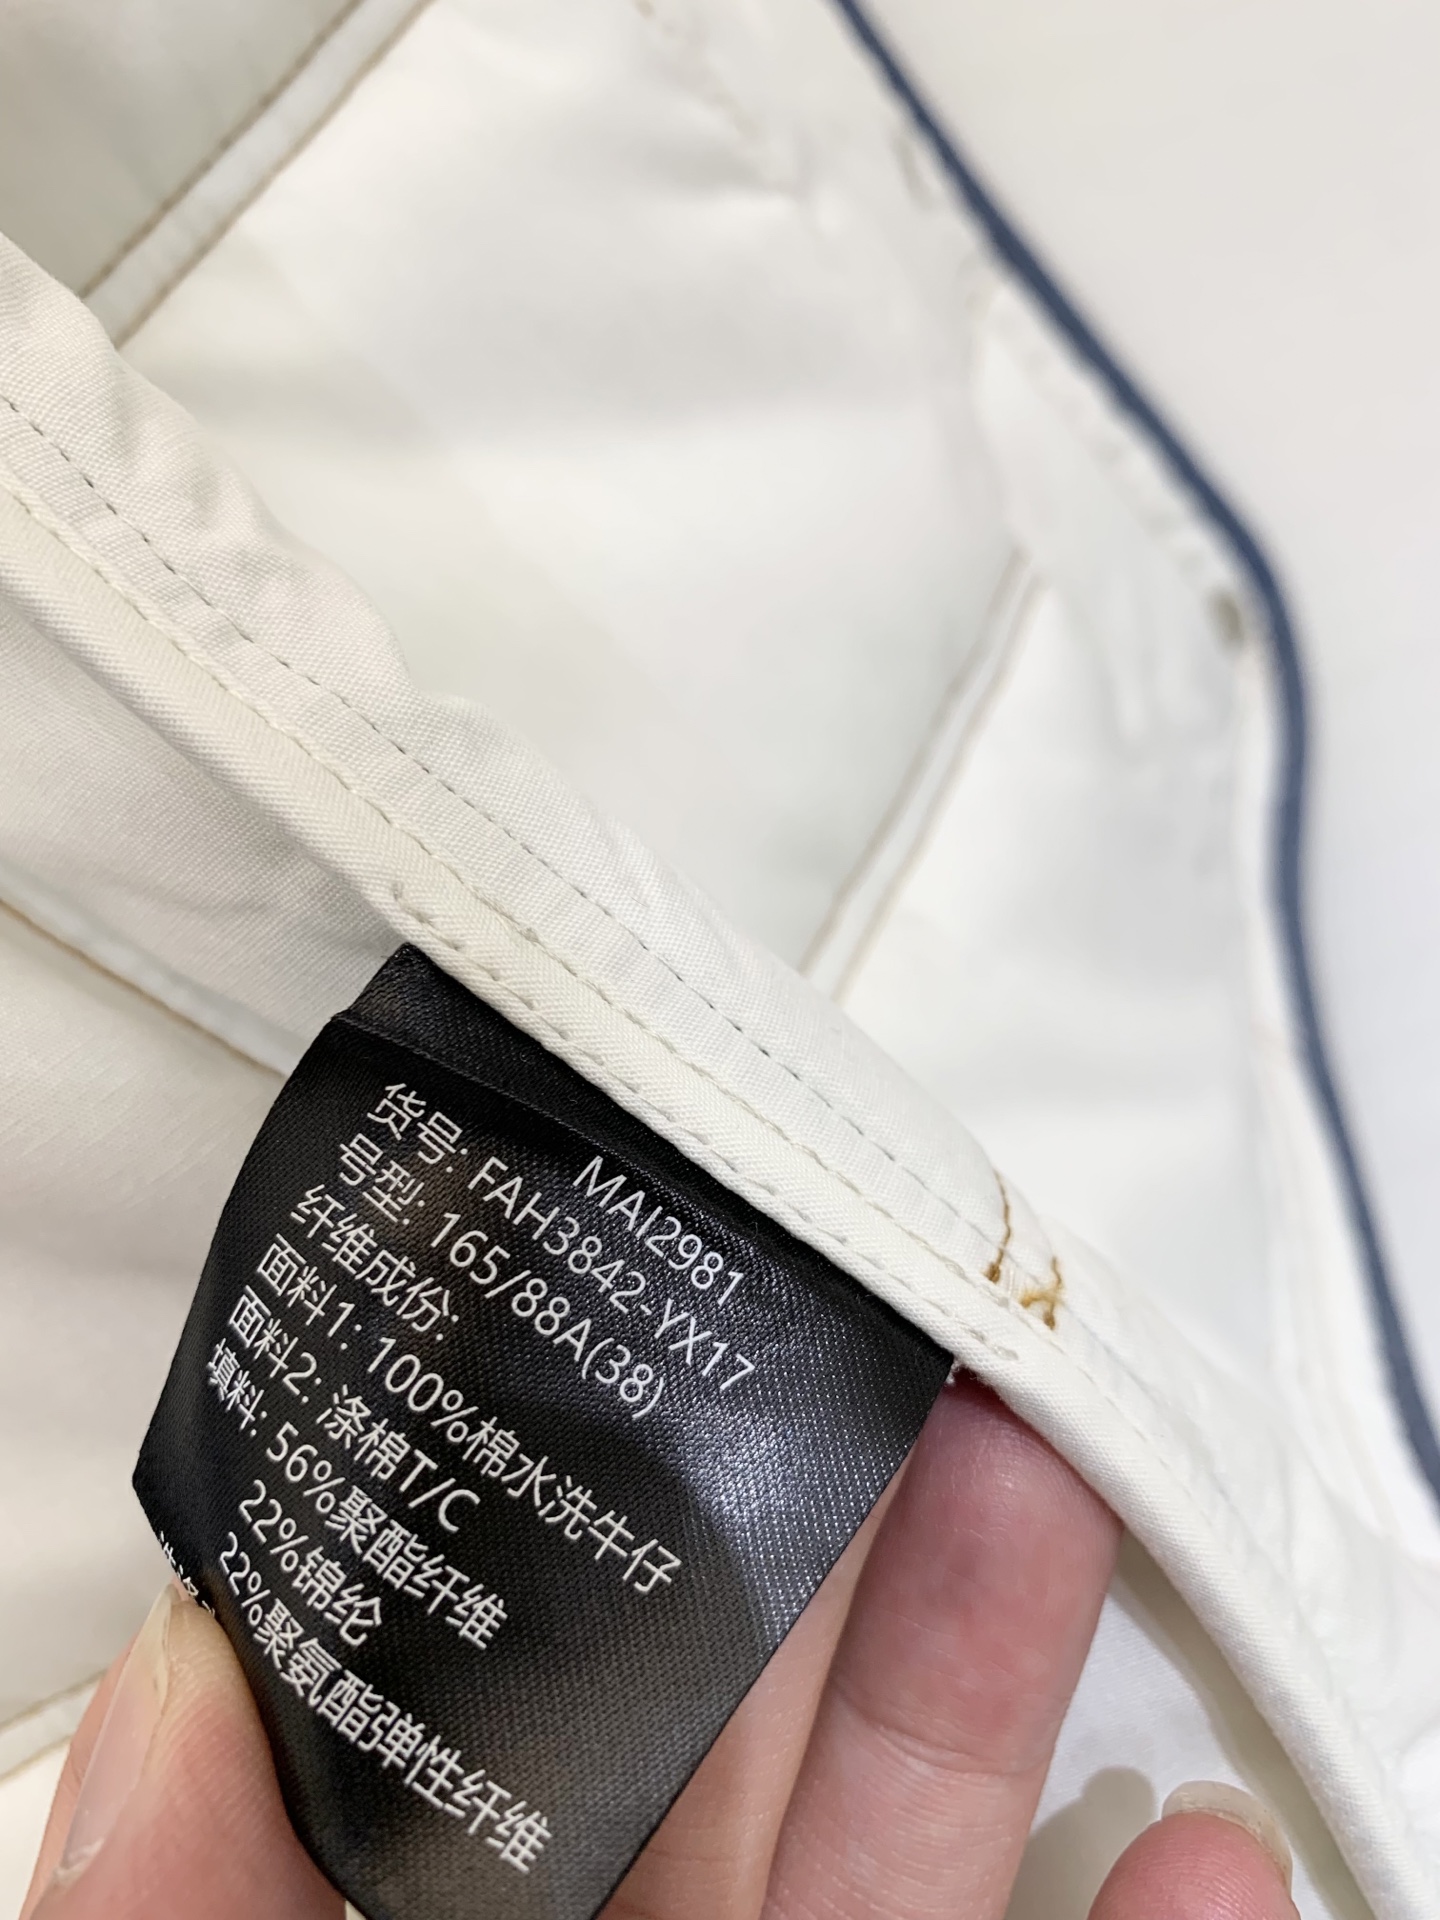 MAI2981
货号: FAH3842-YX17
号型: 165/88A(38)
纤维成份:
面料1: 100%棉水洗牛仔
面料2: 涤棉T/C
填料: 56%聚酯纤维
22%锦纶
22%聚氨酯弹性纤维